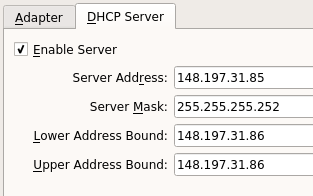 Adapter DHCP Server
Enable Server
Server Address: 148.197.31.85
Server Mask: 255.255.255.252
Lower Address Bound: 148.197.31.86
Upper Address Bound: 148.197.31.86